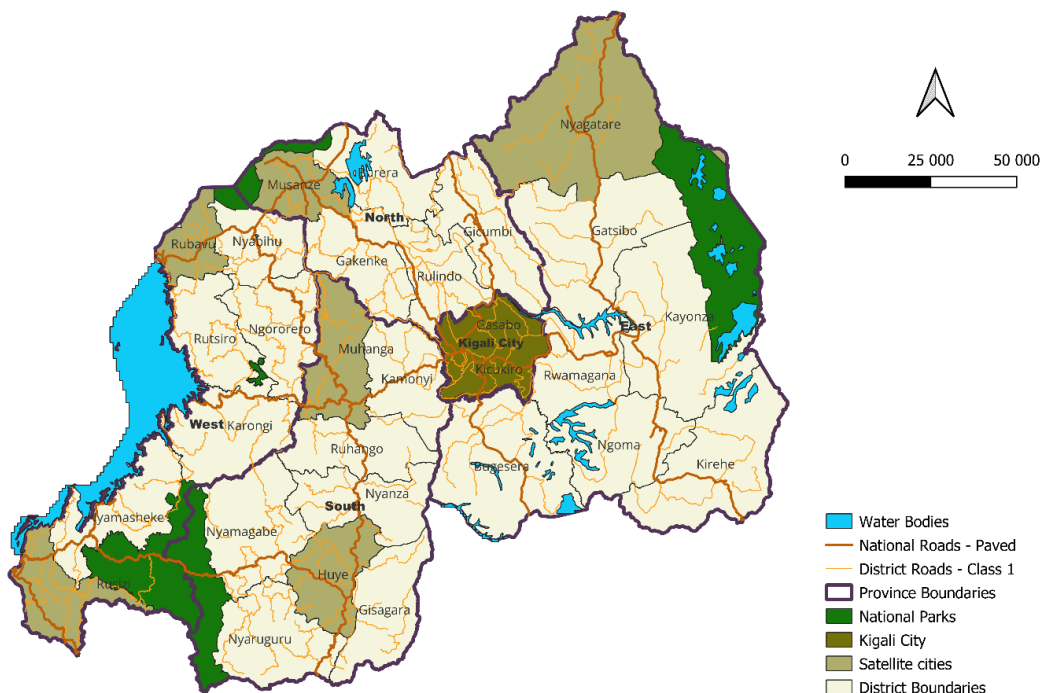 Nyagatare
0 25 000 50 000
Burera
Musanze
North
Gicumbi
Gatsibo
Rubavu
Nyabihu
Gakenke
Rulindo
Kayonza
Gasabo
East
Rutsiro
Ngororero
Muhanga
Kigali City
Kicukiro
Kamonyi
Rwamagana
West
Karongi
Ruhango
Ngoma
Kirehe
Bugesera
Nyanza
South
Nyamasheke
Nyamagabe
Rusizi
Huye
Gisagara
Nyaruguru
Water Bodies
National Roads - Paved
District Roads - Class 1
Province Boundaries
National Parks
Kigali City
Satellite cities
District Boundaries